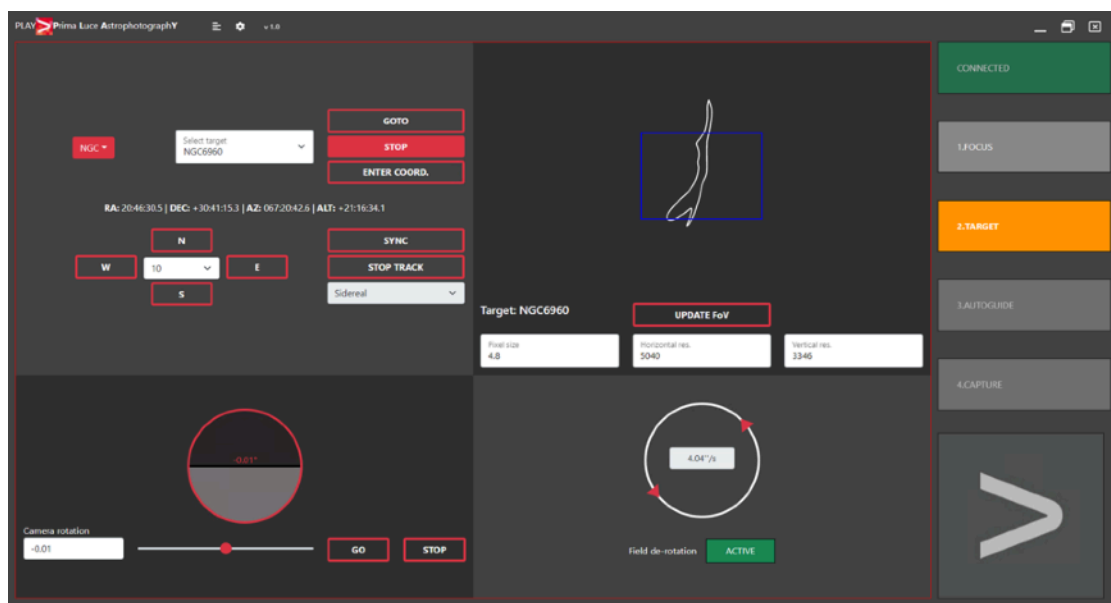 PLAY Prima Luce AstrophotographY v 1.0
CONNECTED
1.FOCUS
2.TARGET
3.AUTOGUIDE
4.CAPTURE
NGC
Select target
NGC6960
GOTO
STOP
ENTER COORD.
RA: 20:46:30.5 | DEC: +30:41:15.3 | AZ: 067:20:42.6 | ALT: +21:16:34.1
N
W 10 E
S
SYNC
STOP TRACK
Sidereal
Target: NGC6960
UPDATE FoV
Pixel size
4.8
Horizontal res.
5040
Vertical res.
3346
-0.01°
Camera rotation
-0.01
GO STOP
4.04"/s
Field de-rotation ACTIVE